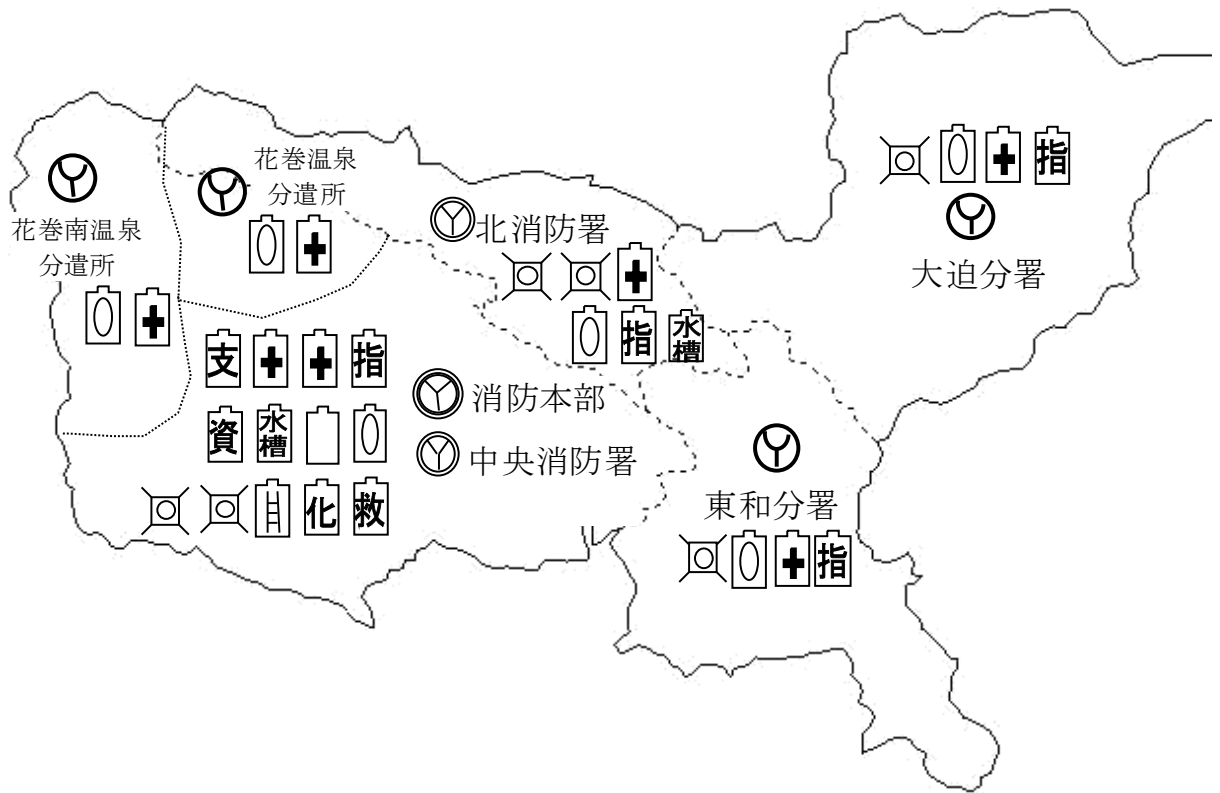 花巻温泉
分遣所
花巻南温泉
分遣所
北消防署
指
水槽
指
大迫分署
支
指
消防本部
資
水槽
中央消防署
化
救
東和分署
指